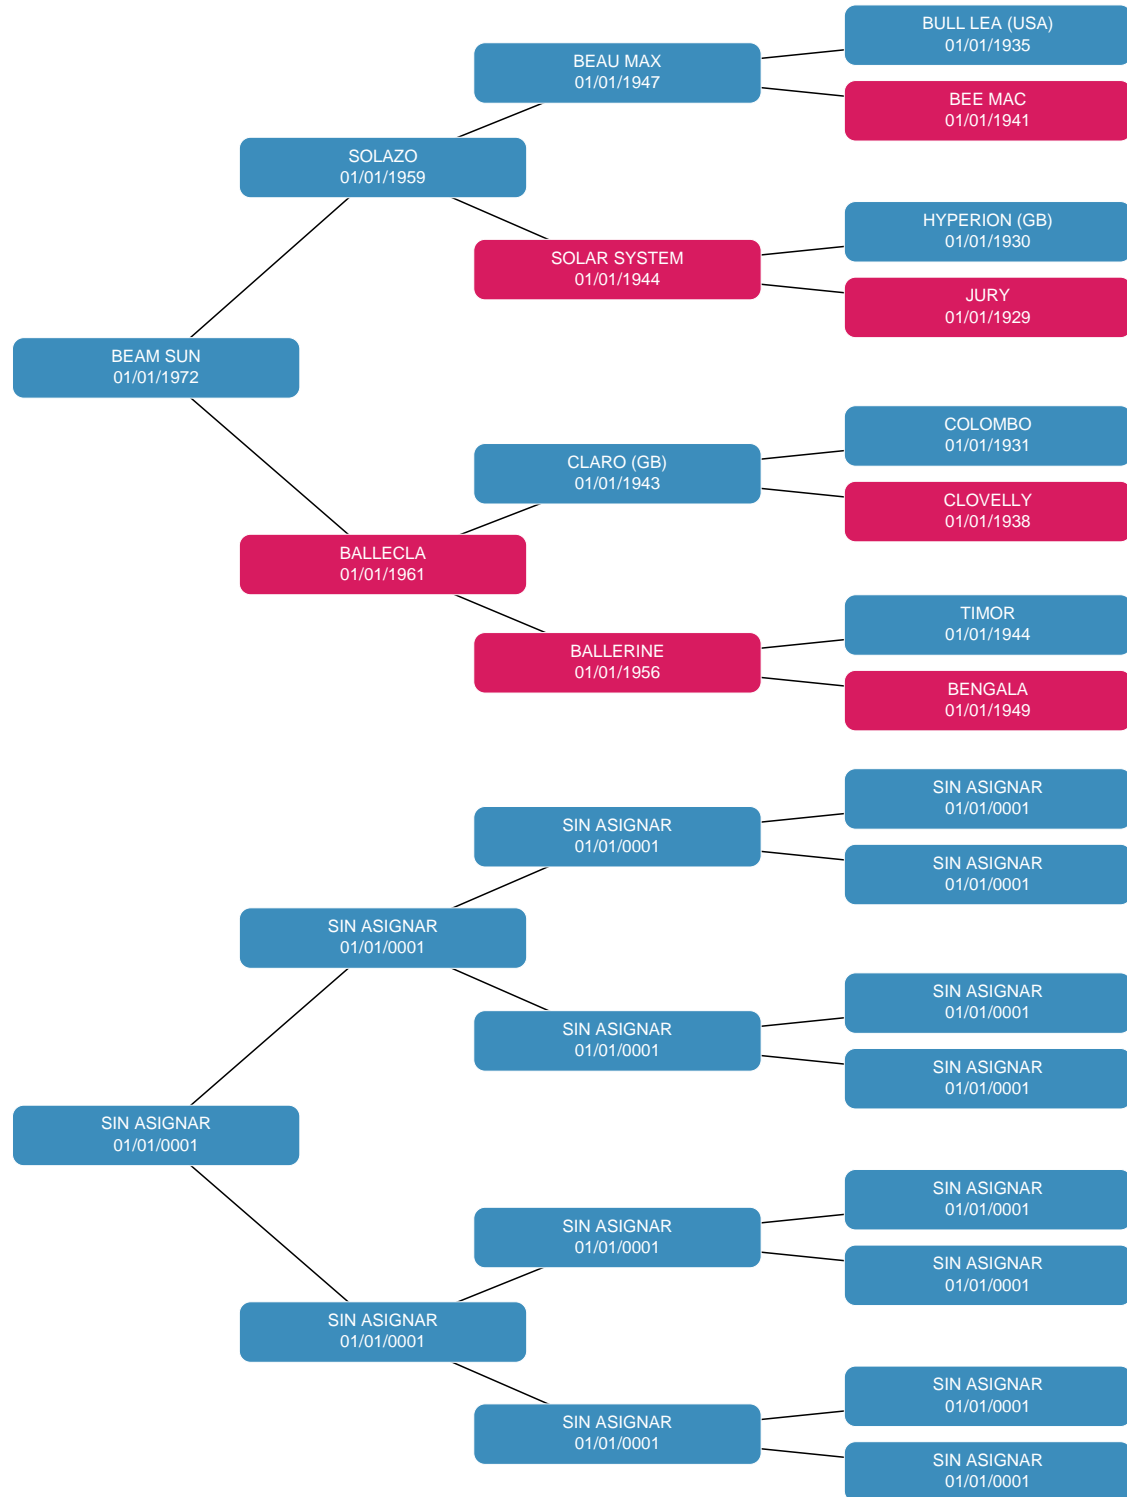 BULL LEA (USA)
01/01/1935
BEAU MAX
01/01/1947
BEE MAC
01/01/1941
SOLAZO
01/01/1959
HYPERION (GB)
01/01/1930
SOLAR SYSTEM
01/01/1944
JURY
01/01/1929
BEAM SUN
01/01/1972
COLOMBO
01/01/1931
CLARO (GB)
01/01/1943
CLOVELLY
01/01/1938
BALLECLA
01/01/1961
TIMOR
01/01/1944
BALLERINE
01/01/1956
BENGALA
01/01/1949
SIN ASIGNAR
01/01/0001
SIN ASIGNAR
01/01/0001
SIN ASIGNAR
01/01/0001
SIN ASIGNAR
01/01/0001
SIN ASIGNAR
01/01/0001
SIN ASIGNAR
01/01/0001
SIN ASIGNAR
01/01/0001
SIN ASIGNAR
01/01/0001
SIN ASIGNAR
01/01/0001
SIN ASIGNAR
01/01/0001
SIN ASIGNAR
01/01/0001
SIN ASIGNAR
01/01/0001
SIN ASIGNAR
01/01/0001
SIN ASIGNAR
01/01/0001
SIN ASIGNAR
01/01/0001